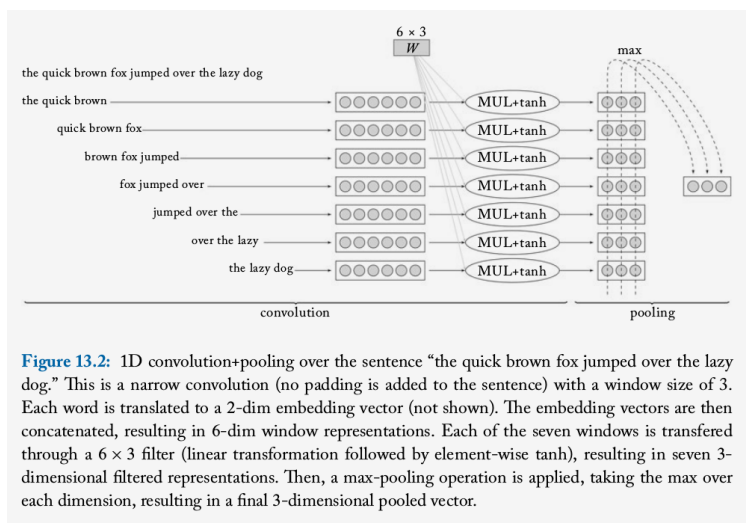 6 × 3
W
max
the quick brown fox jumped over the lazy dog
the quick brown
MUL+tanh
quick brown fox
MUL+tanh
brown fox jumped
MUL+tanh
fox jumped over
MUL+tanh
jumped over the
MUL+tanh
over the lazy
MUL+tanh
the lazy dog
MUL+tanh
convolution
pooling
Figure 13.2: 1D convolution+pooling over the sentence “the quick brown fox jumped over the lazy
dog.” This is a narrow convolution (no padding is added to the sentence) with a window size of 3.
Each word is translated to a 2-dim embedding vector (not shown). The embedding vectors are then
concatenated, resulting in 6-dim window representations. Each of the seven windows is transfered
through a 6 × 3 filter (linear transformation followed by element-wise tanh), resulting in seven 3-
dimensional filtered representations. Then, a max-pooling operation is applied, taking the max over
each dimension, resulting in a final 3-dimensional pooled vector.